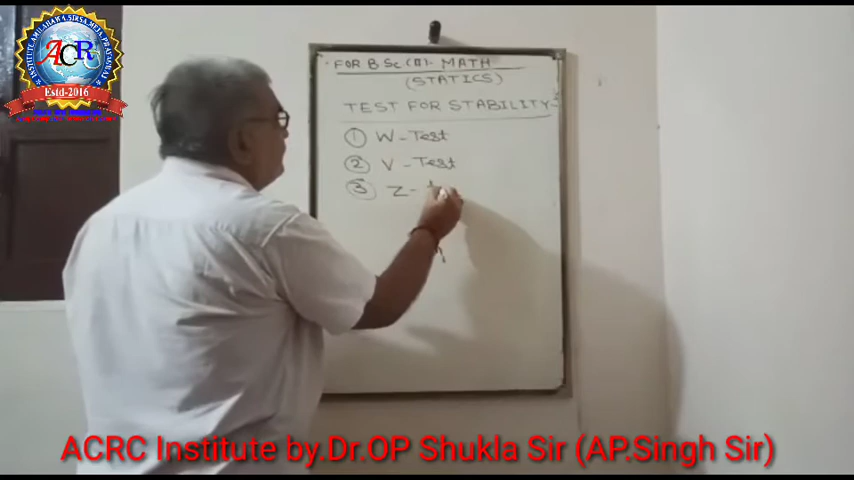 ACRC
Estd-2016
FOR B.Sc (II)- MATH
(STATICS)
TEST FOR STABILITY-
① W-Test
② V-Test
③ Z-
ACRC Institute by.Dr.OP Shukla Sir (AP.Singh Sir)